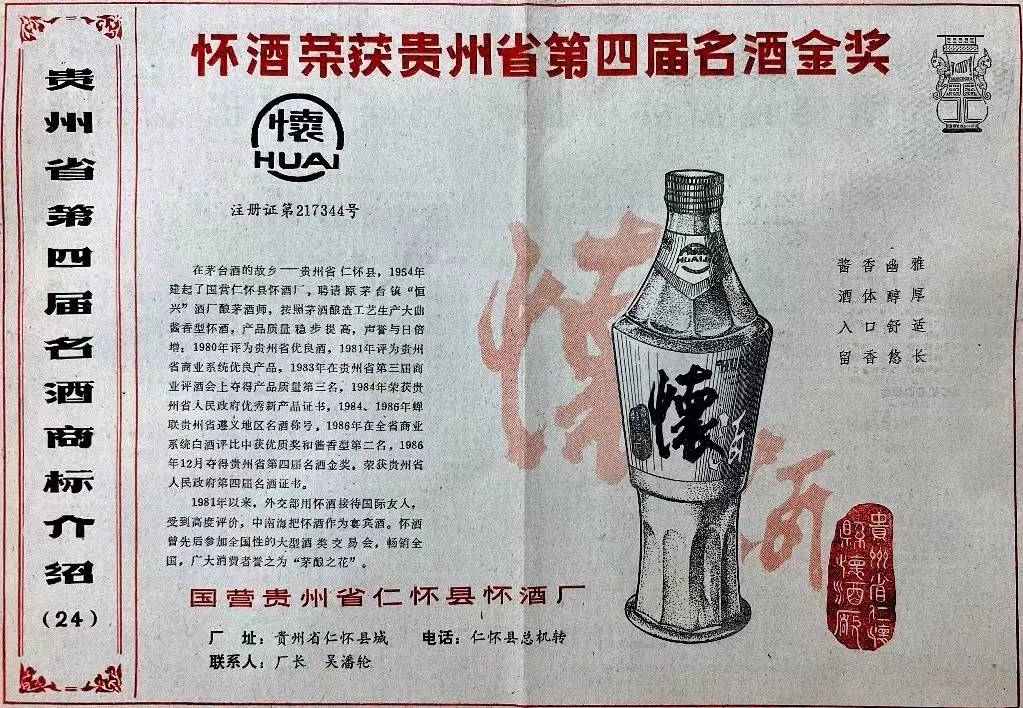 贵州省第四届名酒商标介绍
(24)
怀酒荣获贵州省第四届名酒金奖
懷
HUAI
注册证第217344号
在茅台酒的故乡——贵州省仁怀县,1954年
建起了国营仁怀县怀酒厂,聘请原茅台镇“恒
兴”酒厂酿茅酒师,按照茅酒酿造工艺生产大曲
酱香型怀酒,产品质量稳步提高,声誉与日倍
增:1980年评为贵州省优良酒,1981年评为贵州
省商业系统优良产品,1983年在贵州省第三届商
业评酒会上夺得产品质量第三名,1984年荣获贵
州省人民政府优秀新产品证书,1984、1986年蝉
联贵州省遵义地区名酒称号,1986年在全省商业
系统白酒评比中获优质奖和酱香型第二名,1986
年12月夺得贵州省第四届名酒金奖,荣获贵州省
人民政府第四届名酒证书。
1981年以来,外交部用怀酒接待国际友人,
受到高度评价,中南海把怀酒作为宴宾酒。怀酒
曾先后参加全国性的大型酒类交易会,畅销全
国,广大消费者誉之为“茅酿之花”。
国营贵州省仁怀县怀酒厂
厂 址:贵州省仁怀县城 电话:仁怀县总机转
联系人:厂长 吴潘轮
懷酒
HUAI
懷酒
酱香幽雅
酒体醇厚
入口舒适
留香悠长
貴州省仁懷
縣懷酒廠